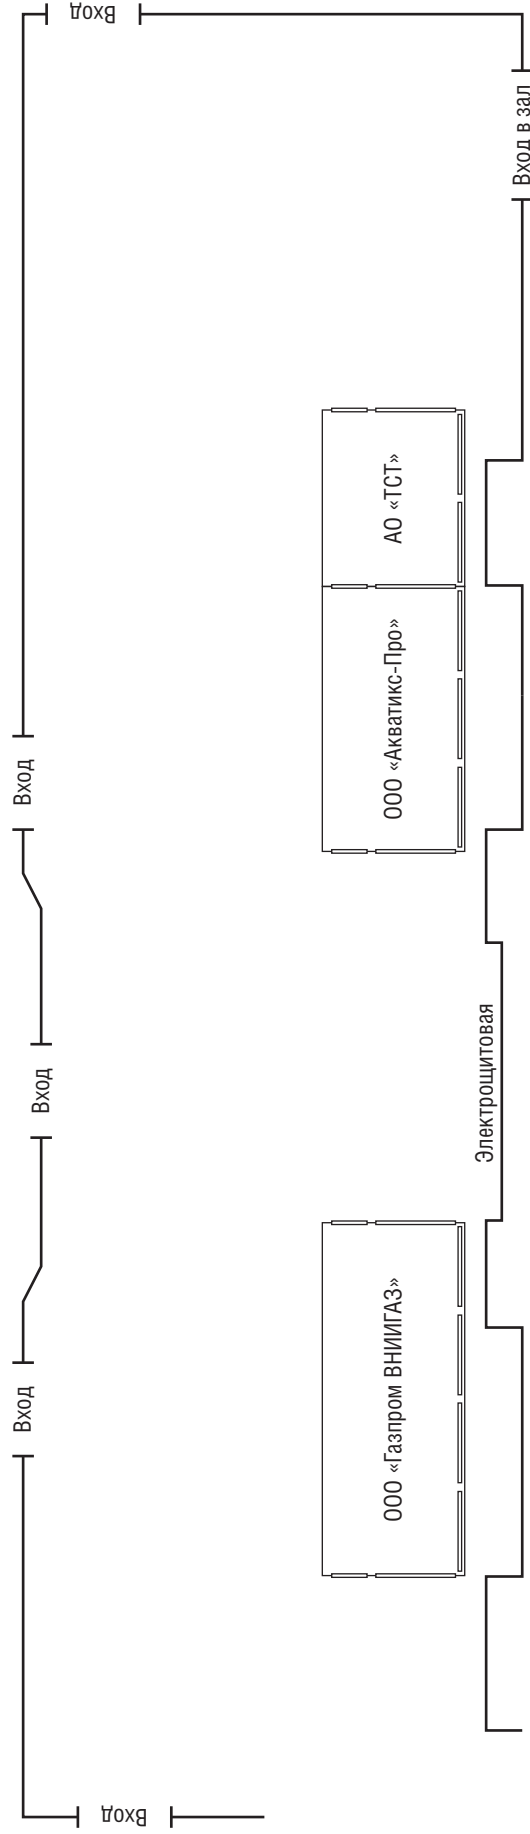 Вход
Вход в зал
АО «ТСТ»
ООО «Акватикс-Про»
Вход
Электрощитовая
Вход
ООО «Газпром ВНИИГАЗ»
Вход
Вход